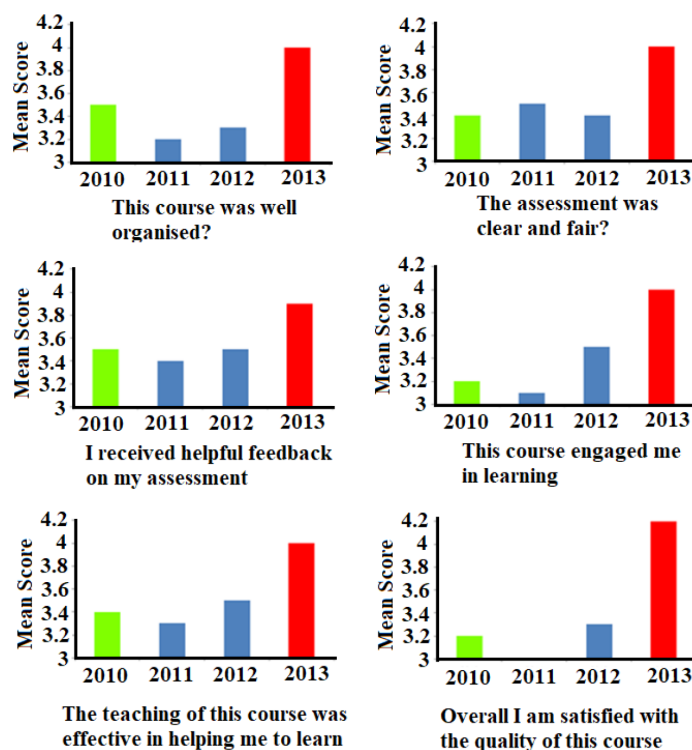 Mean Score
4.2
4
3.8
3.6
3.4
3.2
3
2010 2011 2012 2013
This course was well
organised?
Mean Score
4.2
4
3.8
3.6
3.4
3.2
3
2010 2011 2012 2013
The assessment was
clear and fair?
Mean Score
4.2
4
3.8
3.6
3.4
3.2
3
2010 2011 2012 2013
I received helpful feedback
on my assessment
Mean Score
4.2
4
3.8
3.6
3.4
3.2
3
2010 2011 2012 2013
This course engaged me
in learning
Mean Score
4.2
4
3.8
3.6
3.4
3.2
3
2010 2011 2012 2013
The teaching of this course was
effective in helping me to learn
Mean Score
4.2
4
3.8
3.6
3.4
3.2
3
2010 2011 2012 2013
Overall I am satisfied with
the quality of this course